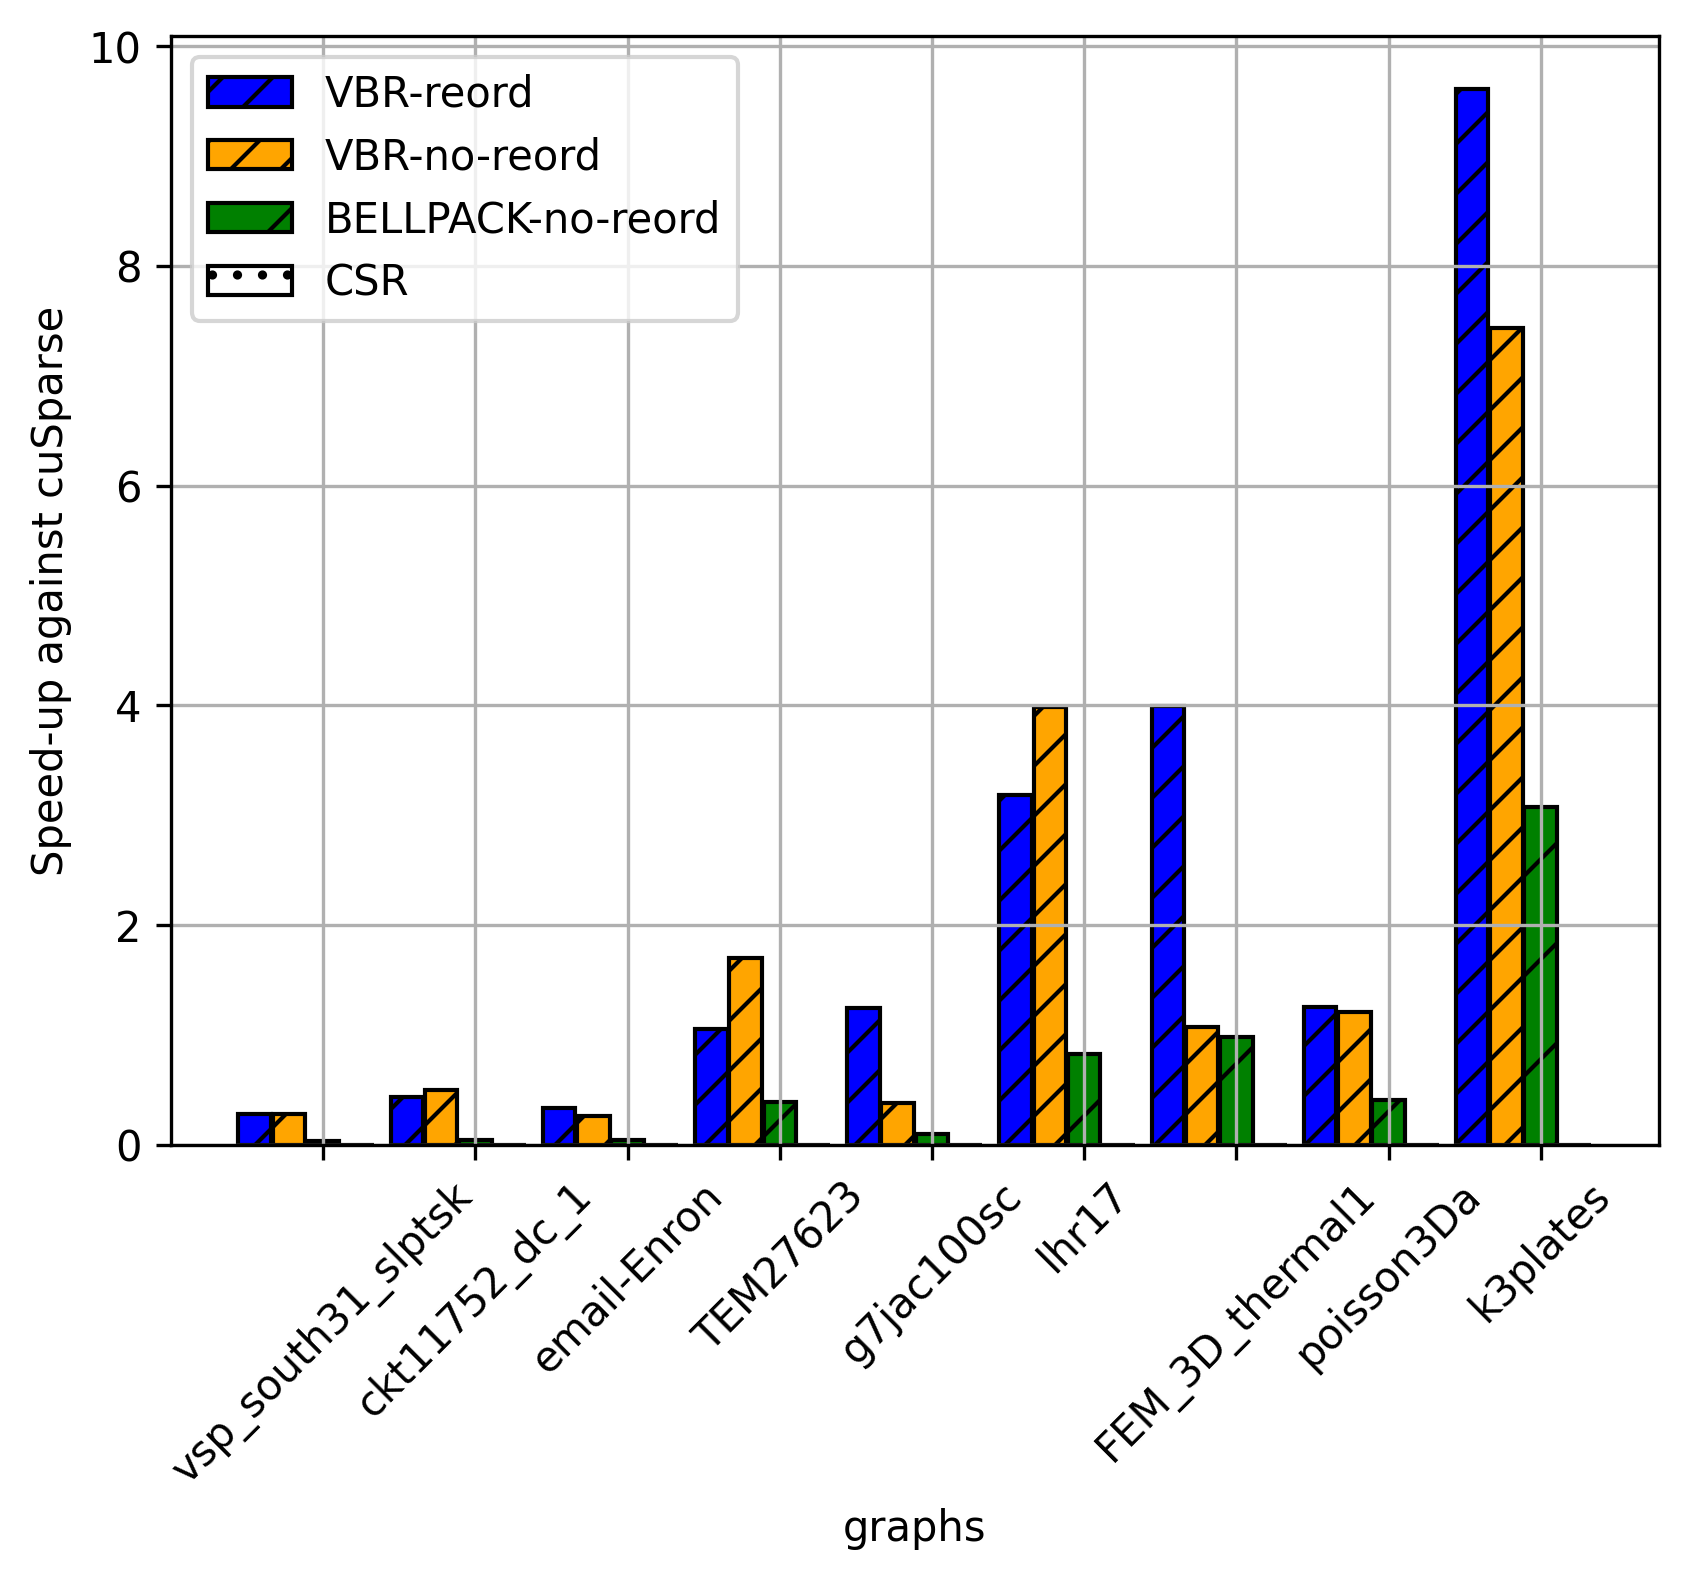 10
8
6
4
2
0
Speed-up against cuSparse
VBR-reord
VBR-no-reord
BELLPACK-no-reord
CSR
vsp_south31_slptsk
ckt11752_dc_1
email-Enron
TEM27623
g7jac100sc
lhr17
FEM_3D_thermal1
poisson3Da
k3plates
graphs